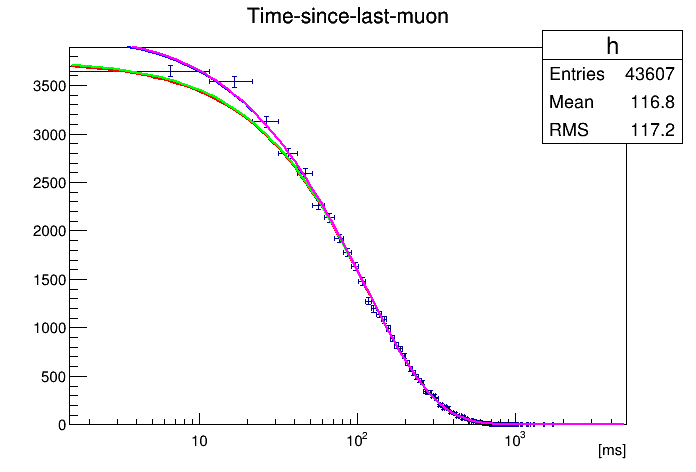 Time-since-last-muon
h
Entries 43607
Mean 116.8
RMS 117.2
3500
3000
2500
2000
1500
1000
500
0
10 10² 10³
[ms]